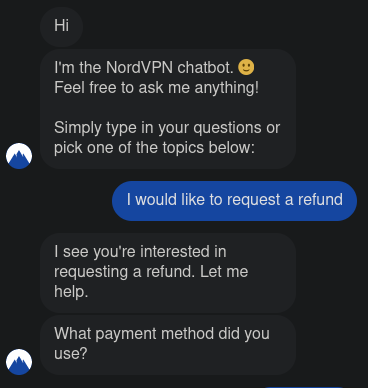 Hi
I'm the NordVPN chatbot. 🙂
Feel free to ask me anything!
Simply type in your questions or
pick one of the topics below:
I would like to request a refund
I see you're interested in
requesting a refund. Let me
help.
What payment method did you
use?